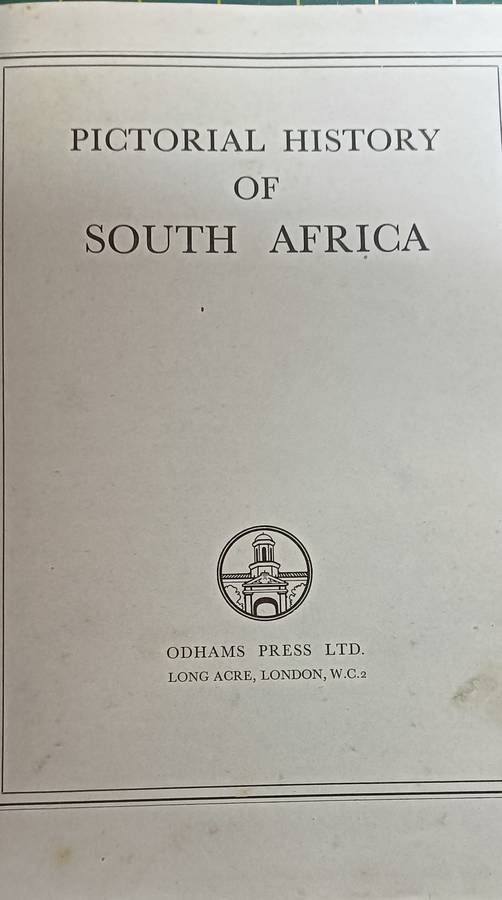 PICTORIAL HISTORY
OF
SOUTH AFRICA
ODHAMS PRESS LTD.
LONG ACRE, LONDON, W.C.2